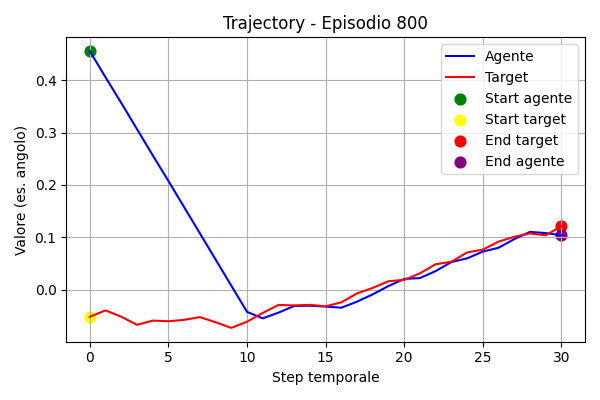 Trajectory - Episodio 800
Agente
Target
Start agente
Start target
End target
End agente
Valore (es. angolo)
0.4
0.3
0.2
0.1
0.0
0 5 10 15 20 25 30
Step temporale